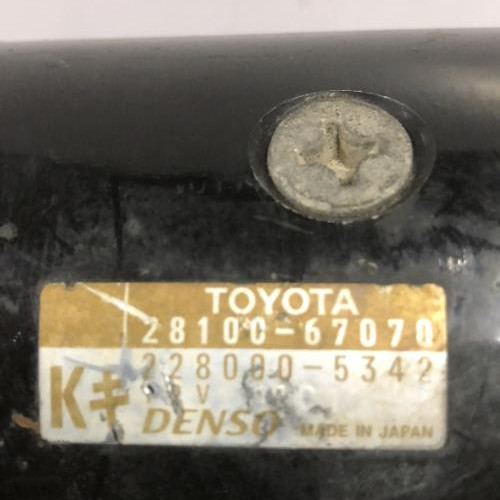 TOYOTA
28100-67070
228000-5342
Kキ V
DENSO MADE IN JAPAN